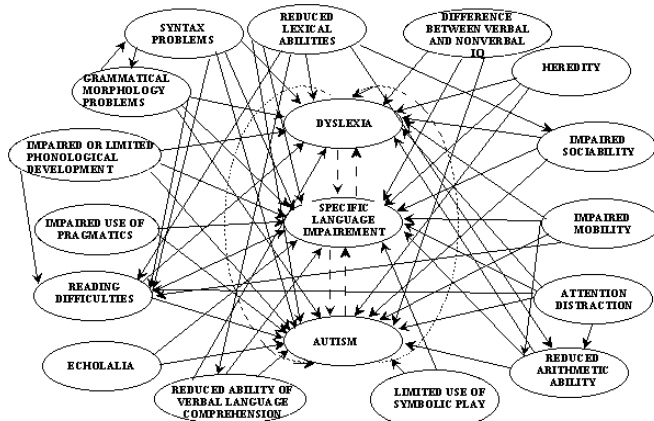 SYNTAX
PROBLEMS
REDUCED
LEXICAL
ABILITIES
DIFFERENCE
BETWEEN VERBAL
AND NONVERBAL
IQ
GRAMMATICAL
MORPHOLOGY
PROBLEMS
HEREDITY
DYSLEXIA
IMPAIRED OR LIMITED
PHONOLOGICAL
DEVELOPMENT
IMPAIRED
SOCIABILITY
SPECIFIC
LANGUAGE
IMPAIREMENT
IMPAIRED USE OF
PRAGMATICS
IMPAIRED
MOBILITY
READING
DIFFICULTIES
ATTENTION
DISTRACTION
AUTISM
ECHOLALIA
REDUCED
ARITHMETIC
ABILITY
REDUCED ABILITY OF
VERBAL LANGUAGE
COMPREHENSION
LIMITED USE OF
SYMBOLIC PLAY